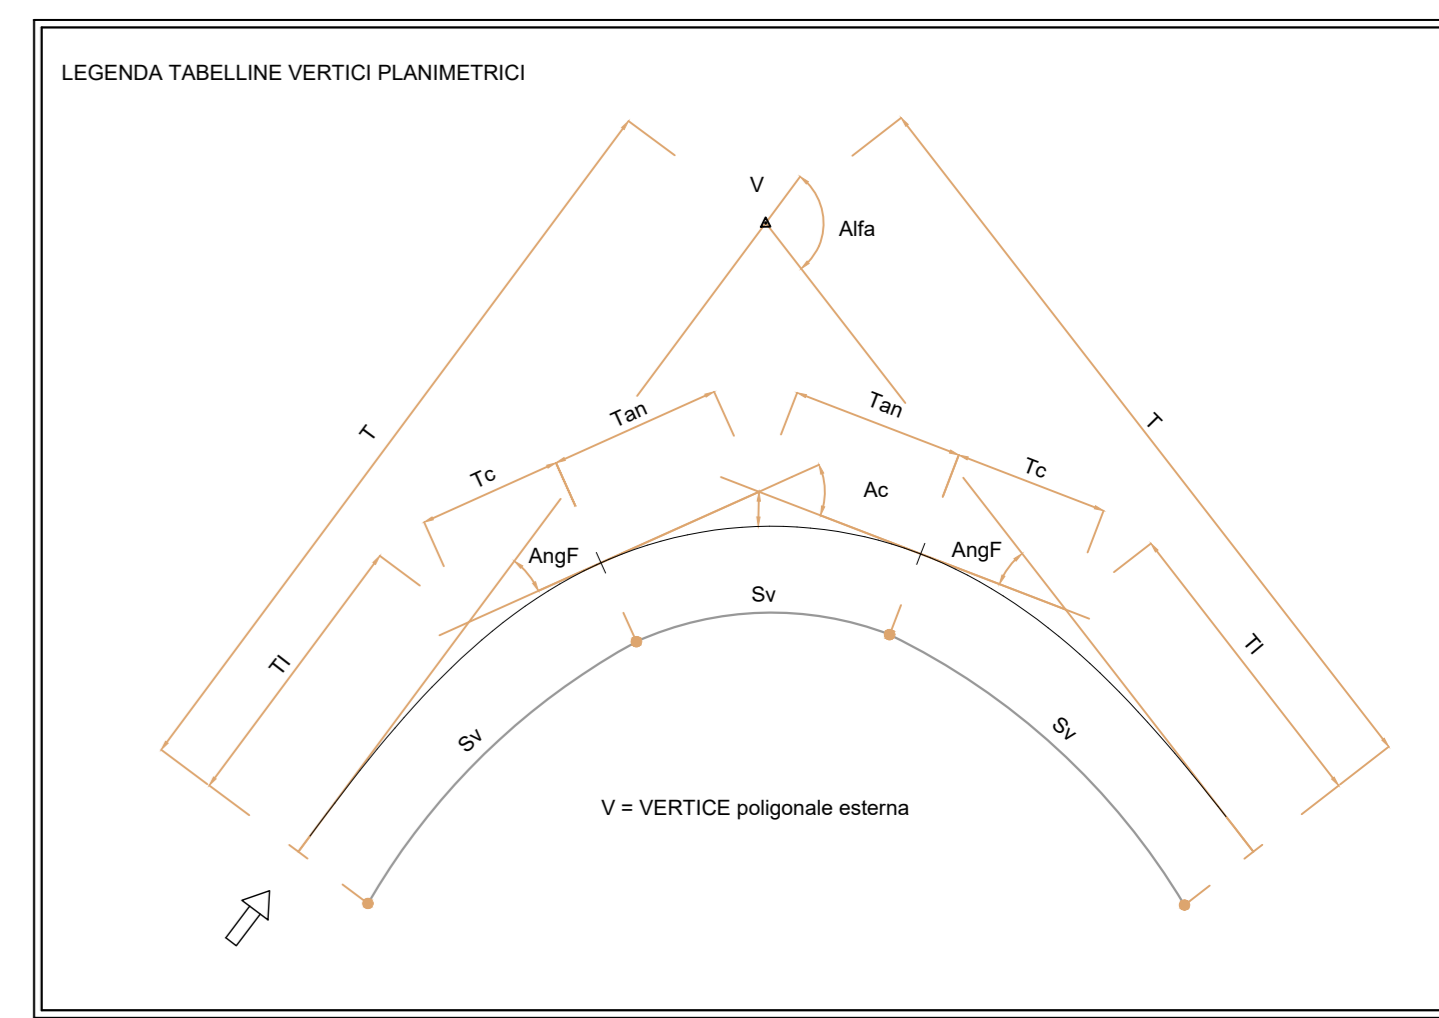 LEGENDA TABELLINE VERTICI PLANIMETRICI
V
Alfa
T
T
Tan
Tan
Tc
Tc
Ac
AngF
AngF
Sv
Tl
Tl
Sv
Sv
V = VERTICE poligonale esterna